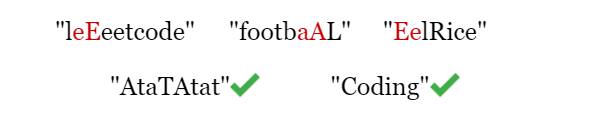 "leEeetcode" "footbaAL" "EelRice"
"AtaTAtat" "Coding"